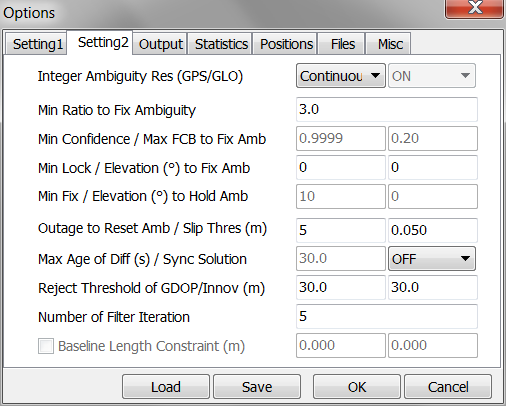 Options
Setting1 Setting2 Output Statistics Positions Files Misc
Integer Ambiguity Res (GPS/GLO) Continuou ON
Min Ratio to Fix Ambiguity 3.0
Min Confidence / Max FCB to Fix Amb 0.9999 0.20
Min Lock / Elevation (°) to Fix Amb 0 0
Min Fix / Elevation (°) to Hold Amb 10 0
Outage to Reset Amb / Slip Thres (m) 5 0.050
Max Age of Diff (s) / Sync Solution 30.0 OFF
Reject Threshold of GDOP/Innov (m) 30.0 30.0
Number of Filter Iteration 5
Baseline Length Constraint (m) 0.000 0.000
Load Save OK Cancel